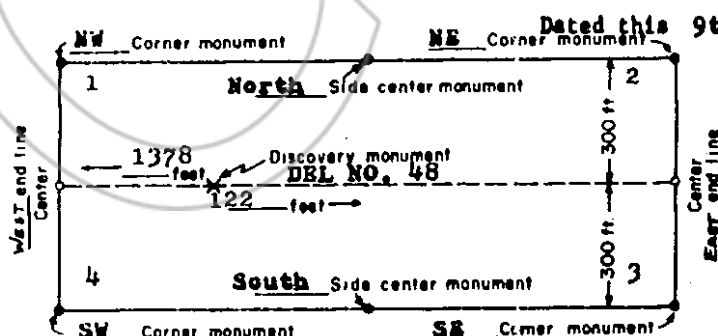 Dated this 9t
NW Corner monument NE Corner monument
1 North Side center monument 2
300 ft.
1378 feet Discovery monument
DEL NO. 48
122 feet
WEST end line Center
Center EAST end line
300 ft.
4 South Side center monument 3
SW Corner monument SE Corner monument